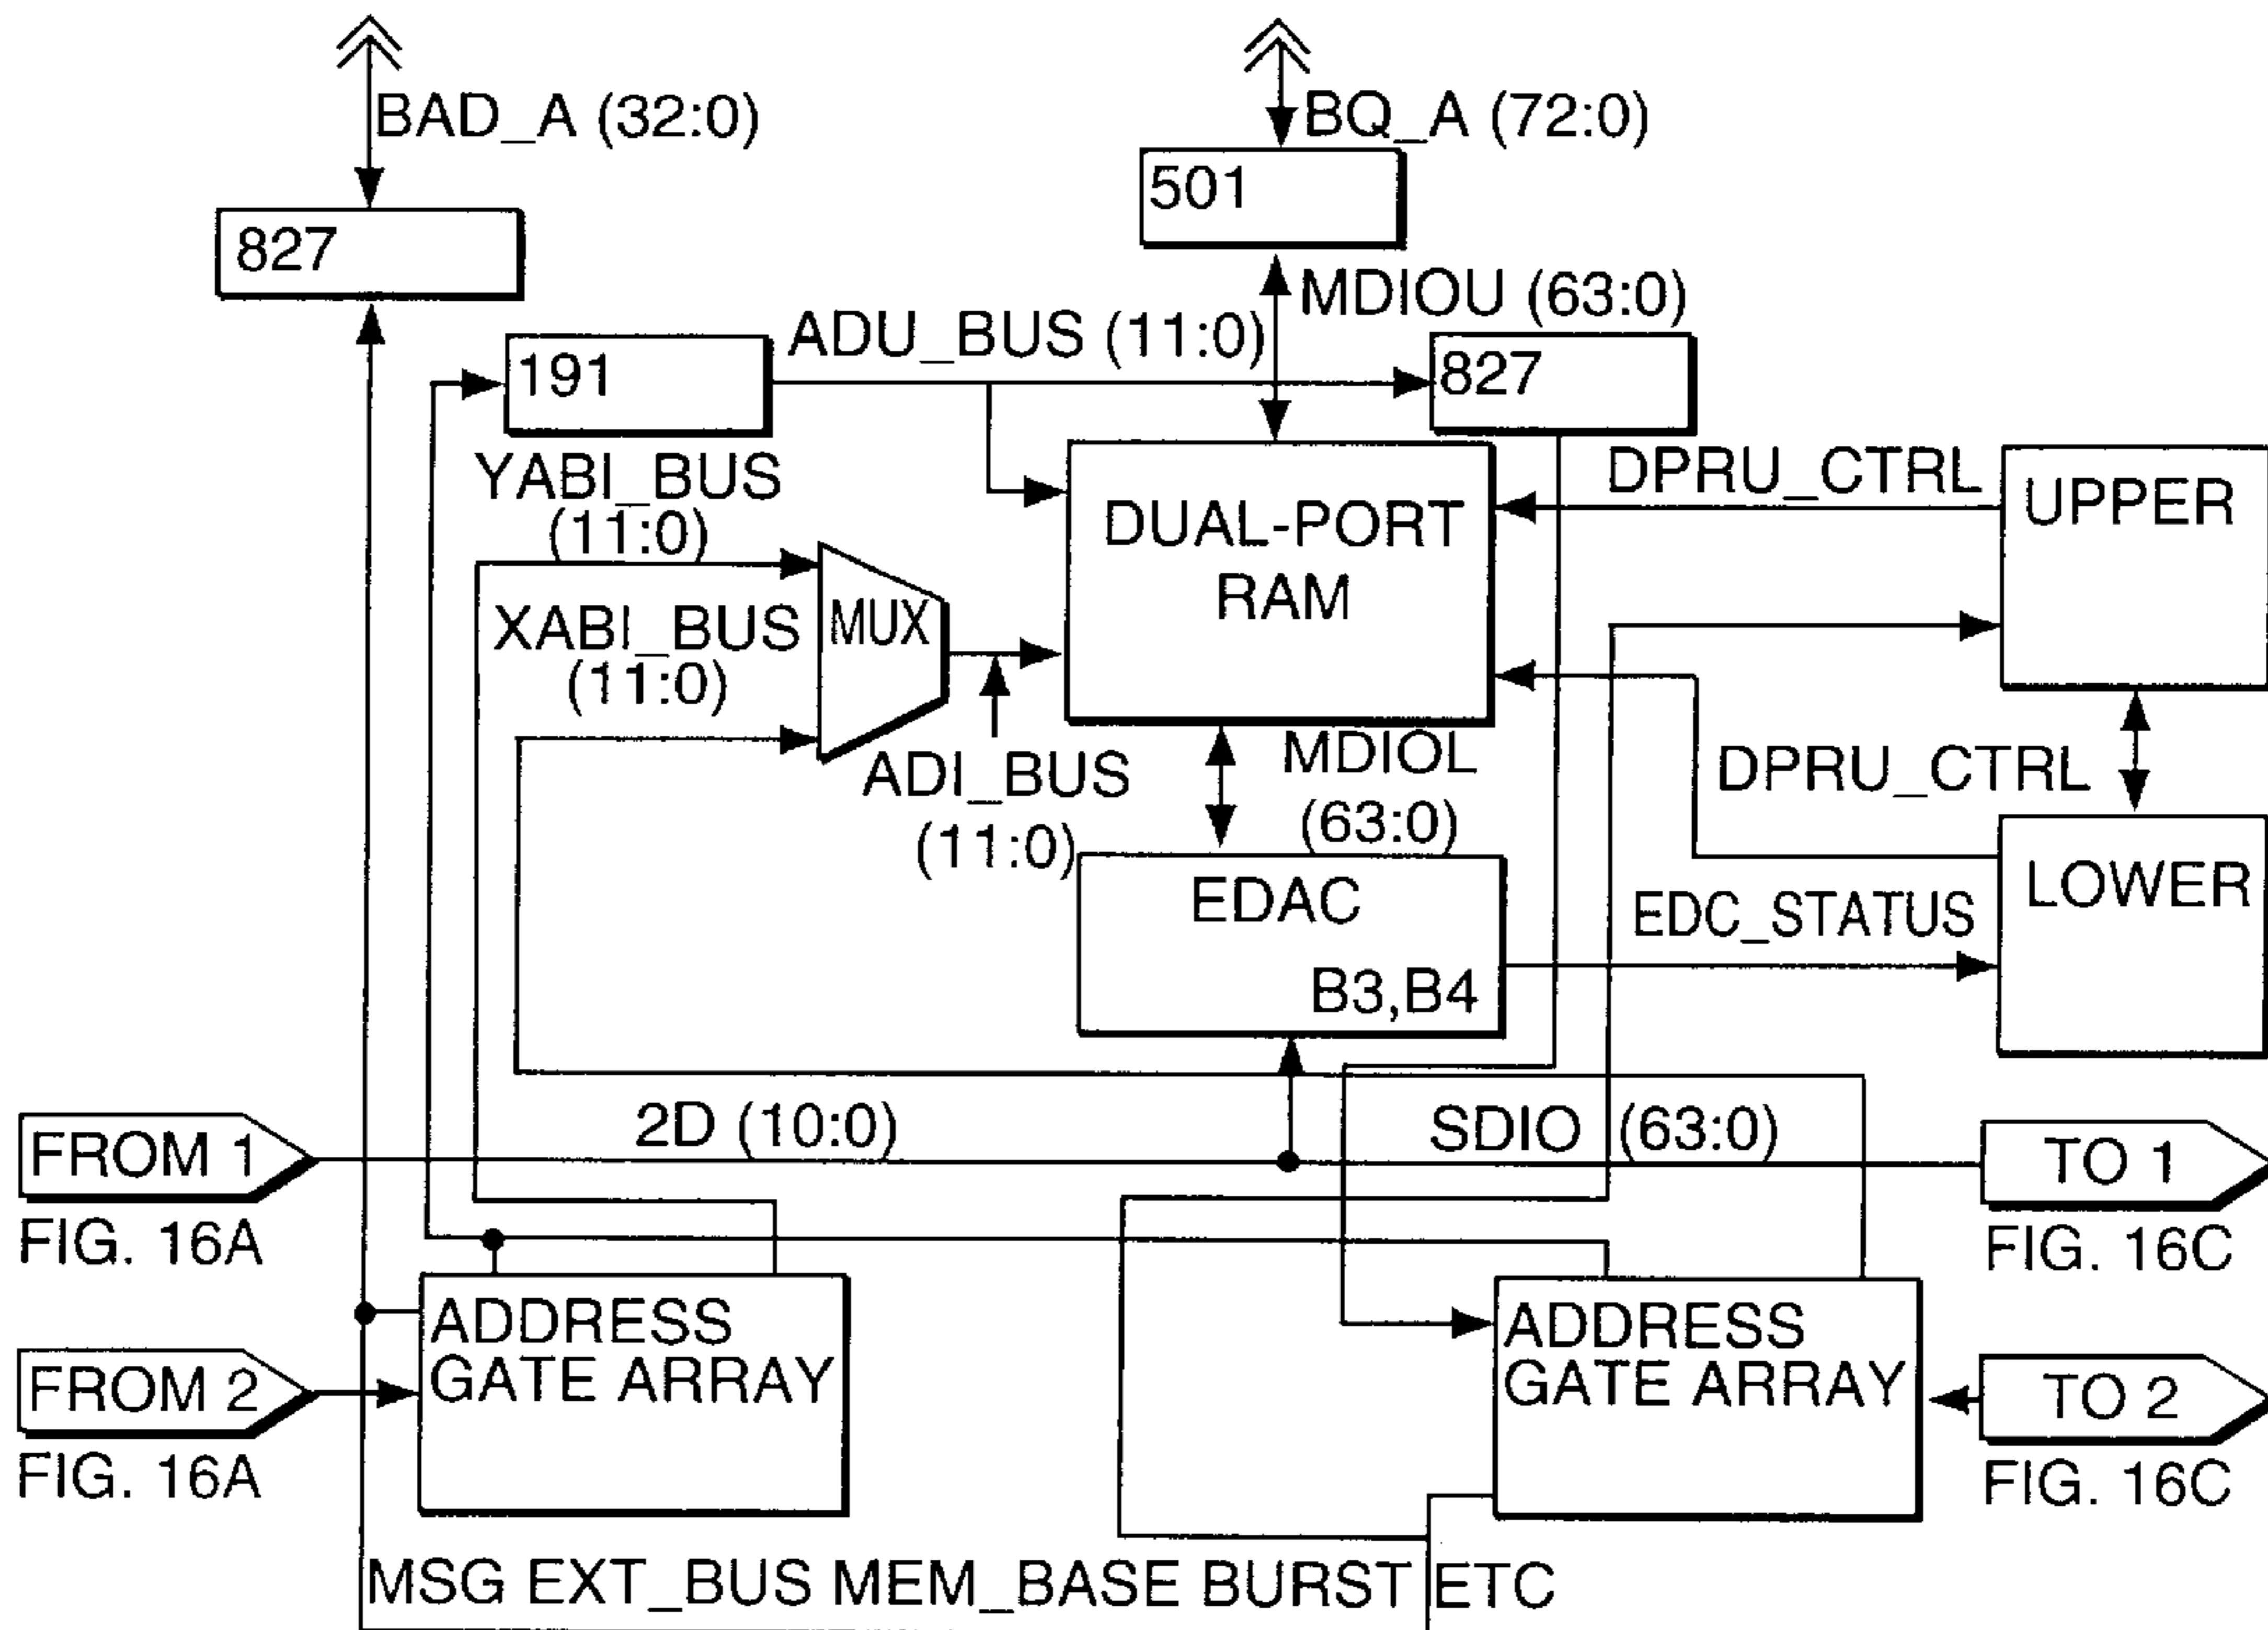 BAD_A (32:0)
BQ_A (72:0)
501
827
MDIOU (63:0)
ADU_BUS (11:0)
191
827
YABI_BUS
(11:0)
DPRU_CTRL
UPPER
DUAL-PORT
RAM
MUX
XABI_BUS
(11:0)
ADI_BUS
(11:0)
MDIOL
(63:0)
DPRU_CTRL
EDAC
B3,B4
LOWER
EDC_STATUS
FROM 1
2D (10:0)
SDIO (63:0)
TO 1
FIG. 16A
FIG. 16C
ADDRESS
GATE ARRAY
ADDRESS
GATE ARRAY
FROM 2
TO 2
FIG. 16A
FIG. 16C
MSG EXT_BUS MEM_BASE BURST ETC